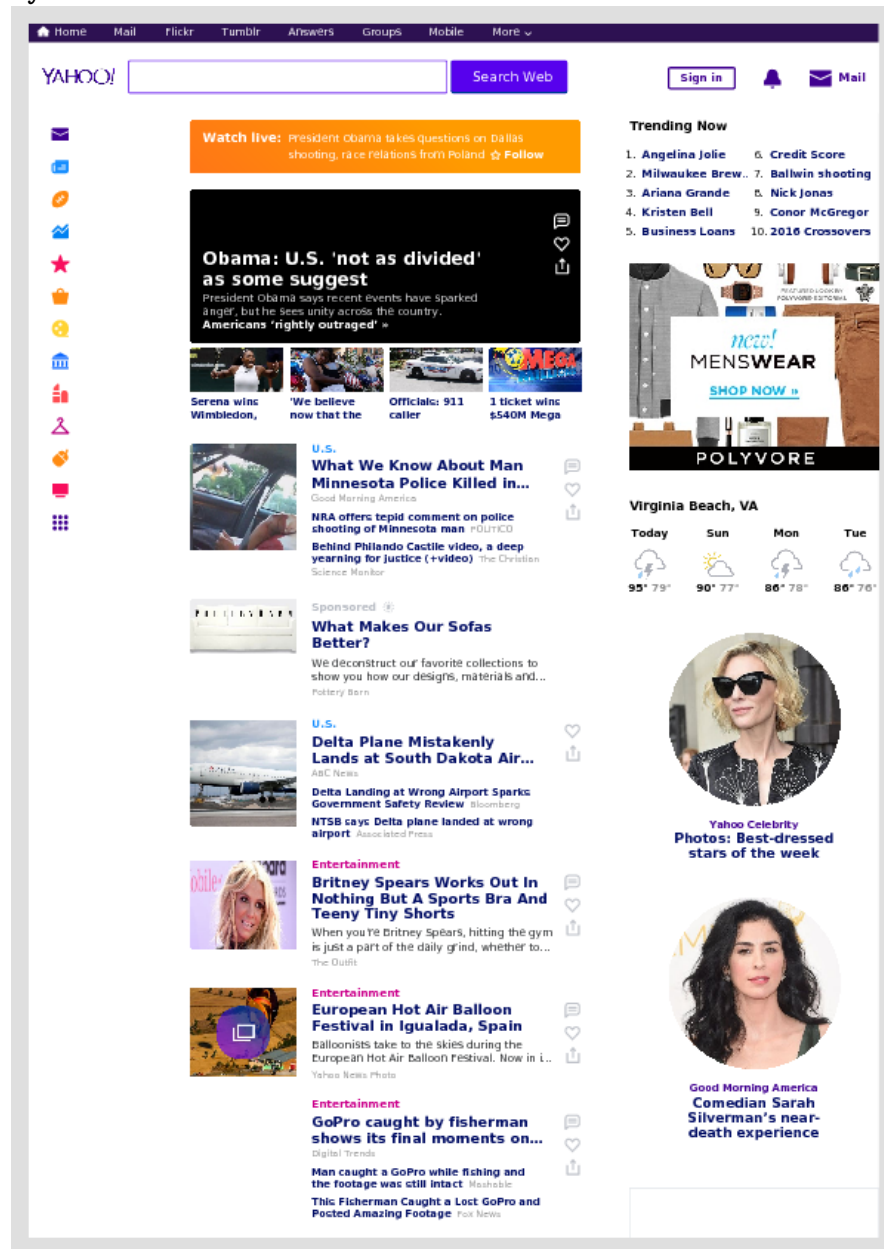 Home Mail Flickr Tumblr Answers Groups Mobile More
YAHOO!
Search Web
Sign in
Mail
Watch live: President Obama takes questions on Dallas
shooting, race relations from Poland ☆ Follow
Obama: U.S. 'not as divided'
as some suggest
President Obama says recent events have sparked
anger, but he sees unity across the country.
Americans 'rightly outraged' »
Serena wins
Wimbledon,
'We believe
now that the
Officials: 911
caller
MEGA
1 ticket wins
$540M Mega
U.S.
What We Know About Man
Minnesota Police Killed in...
Good Morning America
NRA offers tepid comment on police
shooting of Minnesota man POLITICO
Behind Philando Castile video, a deep
yearning for justice (+video) The Christian
Science Monitor
POTTERY BARN
Sponsored
What Makes Our Sofas
Better?
We deconstruct our favorite collections to
show you how our designs, materials and...
Pottery Barn
U.S.
Delta Plane Mistakenly
Lands at South Dakota Air...
ABC News
Delta Landing at Wrong Airport Sparks
Government Safety Review Bloomberg
NTSB says Delta plane landed at wrong
airport Associated Press
Entertainment
Britney Spears Works Out In
Nothing But A Sports Bra And
Teeny Tiny Shorts
When you're Britney Spears, hitting the gym
is just a part of the daily grind, whether to...
The Outfit
Entertainment
European Hot Air Balloon
Festival in Igualada, Spain
Balloonists take to the skies during the
European Hot Air Balloon Festival. Now in i...
Yahoo News Photo
Entertainment
GoPro caught by fisherman
shows its final moments on...
Digital Trends
Man caught a GoPro while fishing and
the footage was still intact Mashable
This Fisherman Caught a Lost GoPro and
Posted Amazing Footage Fox News
Trending Now
1. Angelina Jolie
2. Milwaukee Brew..
3. Ariana Grande
4. Kristen Bell
5. Business Loans
6. Credit Score
7. Ballwin shooting
8. Nick Jonas
9. Conor McGregor
10. 2016 Crossovers
FEATURED LOOK BY
POLYVORE EDITORIAL
new!
MENSWEAR
SHOP NOW »
POLYVORE
Virginia Beach, VA
Today Sun Mon Tue
95° 79° 90° 77° 86° 78° 86° 76°
Yahoo Celebrity
Photos: Best-dressed
stars of the week
Good Morning America
Comedian Sarah
Silverman's near-
death experience